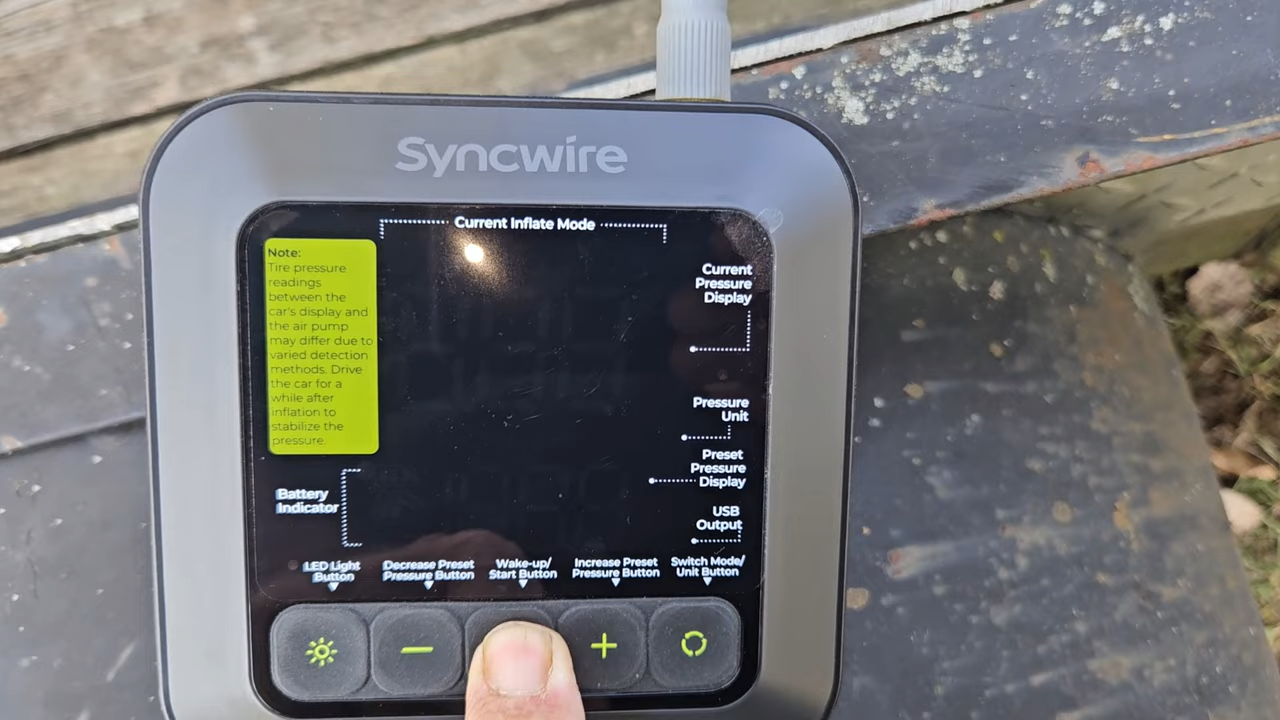 Syncwire
Current Inflate Mode
Note:
Tire pressure
readings
between the
car's display and
the air pump
may differ due to
varied detection
methods. Drive
the car for a
while after
inflation to
stabilize the
pressure.
Current
Pressure
Display
Pressure
Unit
Preset
Pressure
Display
USB
Output
Battery
Indicator
LED Light
Button
Decrease Preset
Pressure Button
Wake-up/
Start Button
Increase Preset
Pressure Button
Switch Mode/
Unit Button